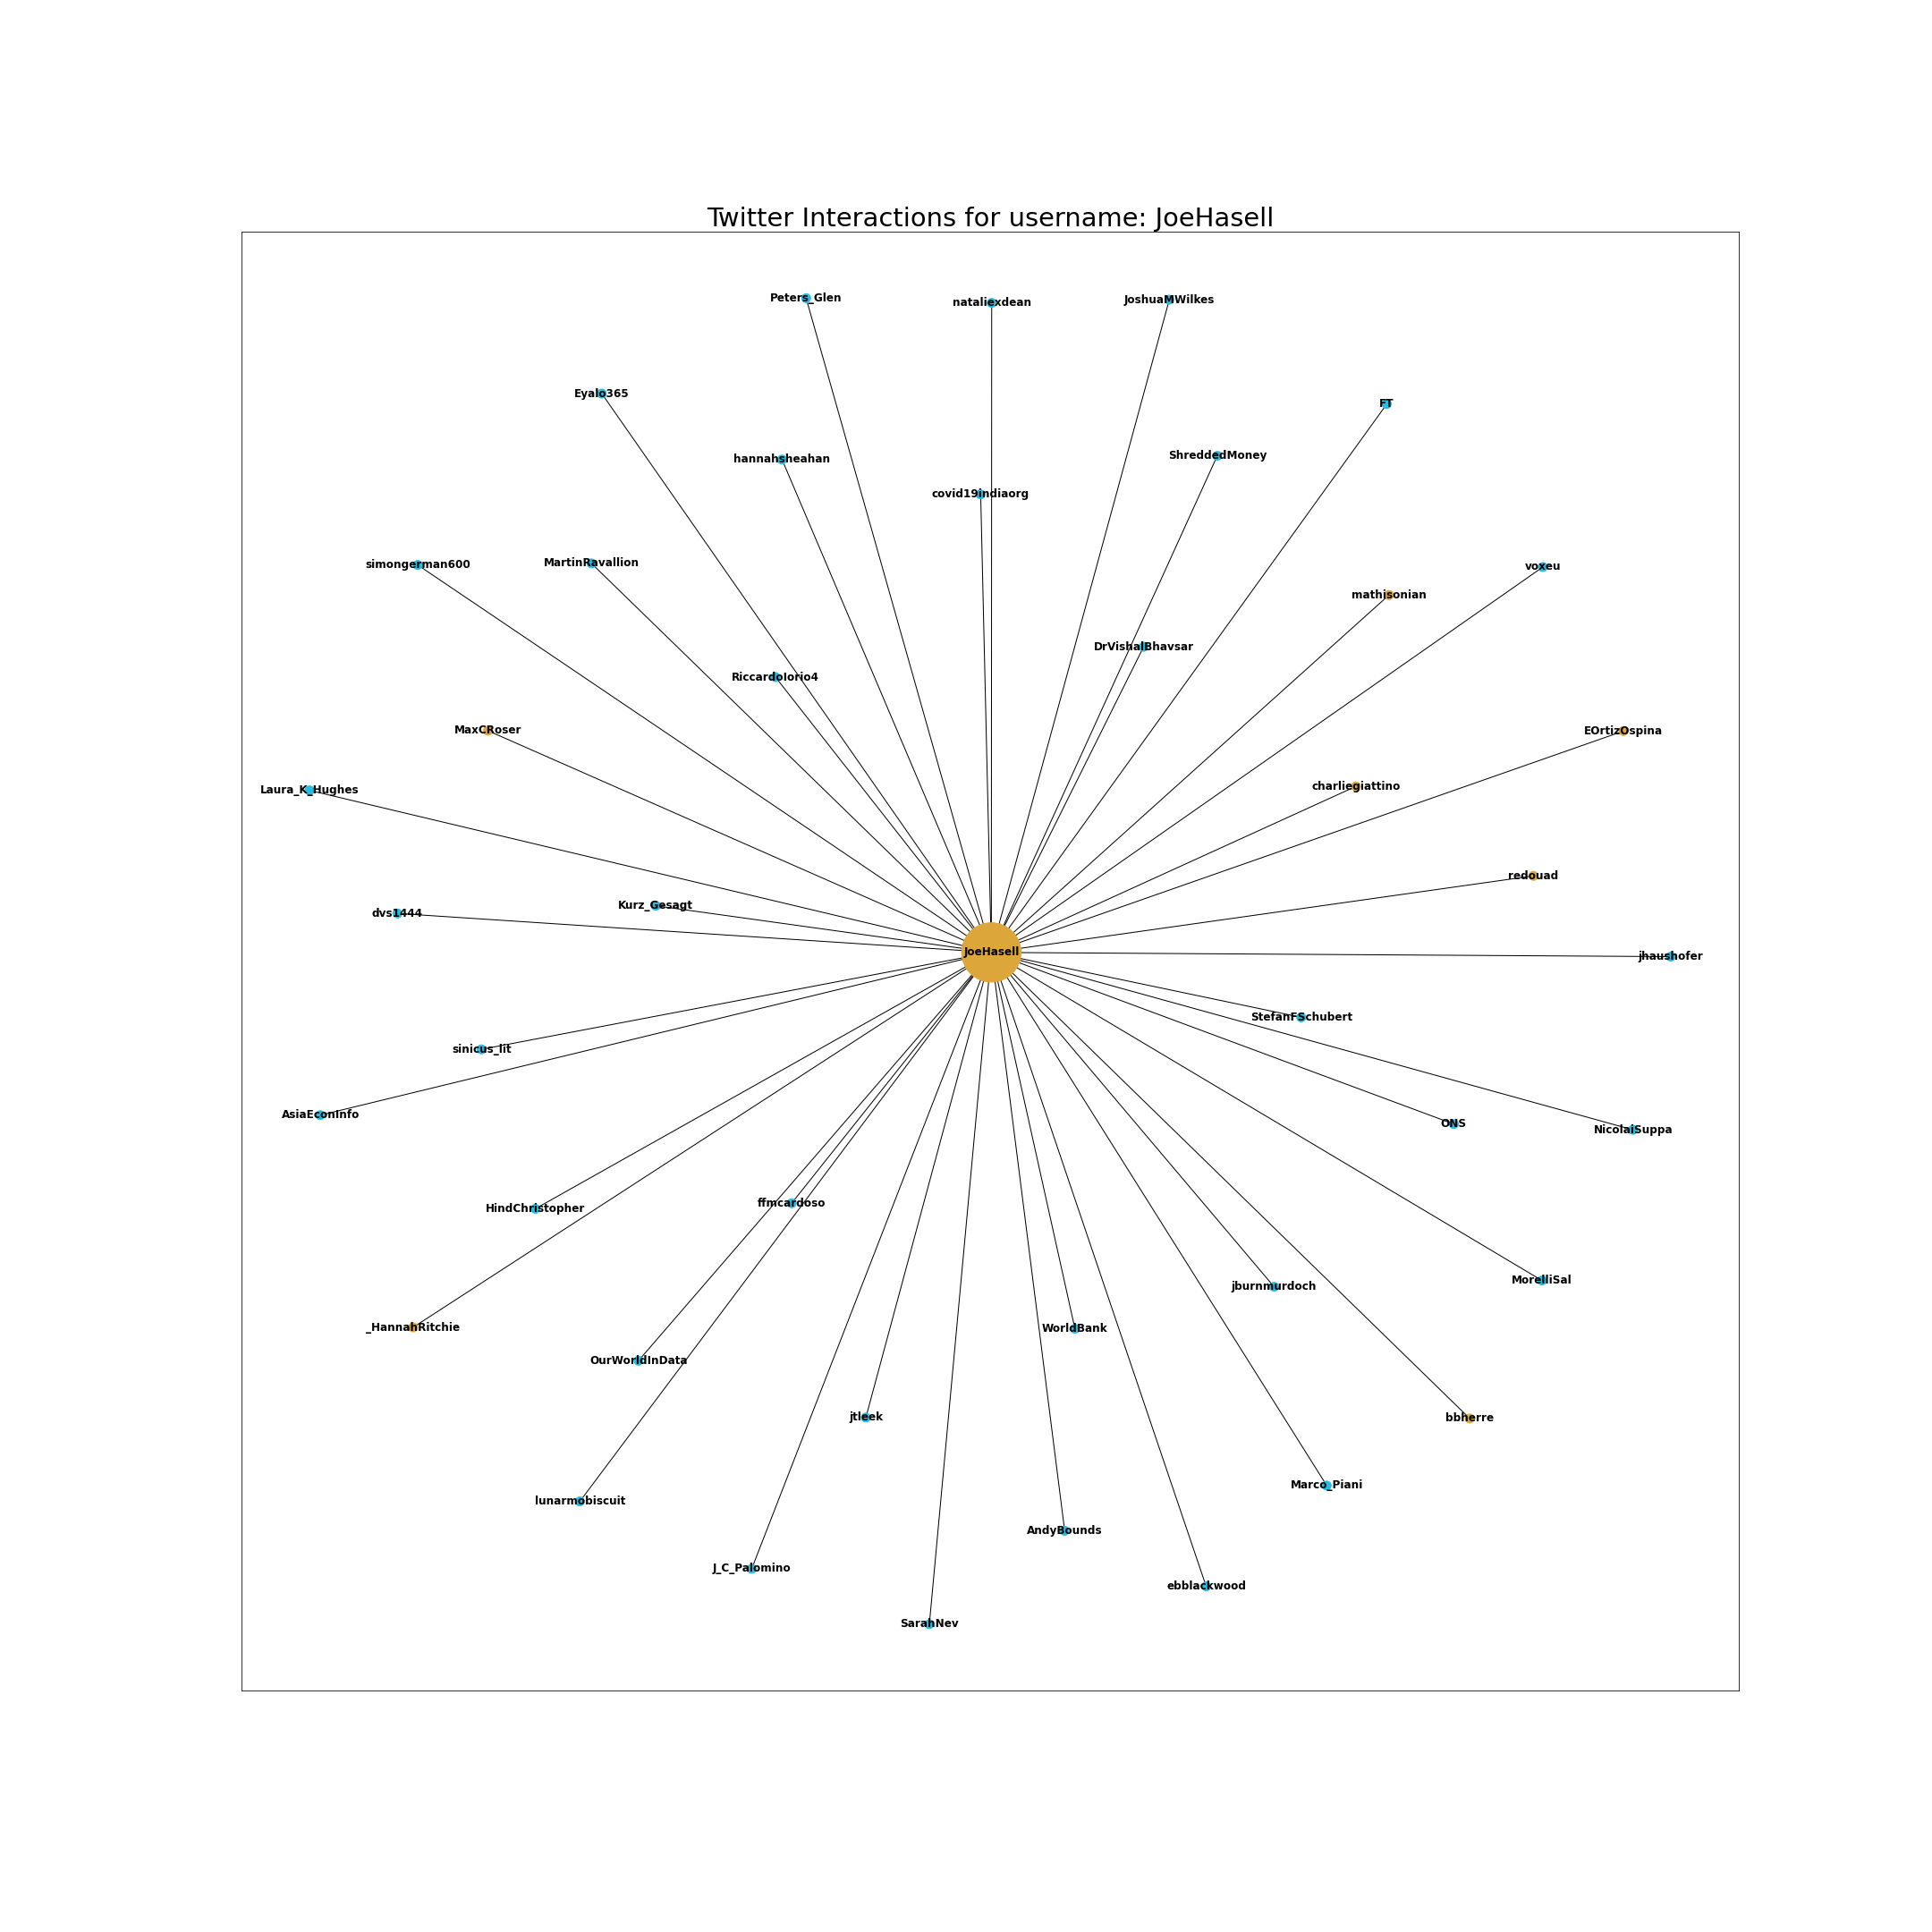 Twitter Interactions for username: JoeHasell
Peters_Glen
nataliexdean
JoshuaMWilkes
Eyalo365
FT
hannahsheahan
ShreddedMoney
covid19indiaorg
simongerman600
MartinRavallion
voxeu
mathisonian
DrVishalBhavsar
RiccardoIorio4
MaxCRoser
EOrtizOspina
Laura_K_Hughes
charliegiattino
redouad
Kurz_Gesagt
dvs1444
JoeHasell
jhaushofer
StefanFSchubert
sinicus_lit
AsiaEconInfo
ONS
NicolaiSuppa
HindChristopher
ffmcardoso
MorelliSal
jburnmurdoch
_HannahRitchie
WorldBank
OurWorldInData
jtleek
bbherre
Marco_Piani
lunarmobiscuit
AndyBounds
J_C_Palomino
ebblackwood
SarahNev